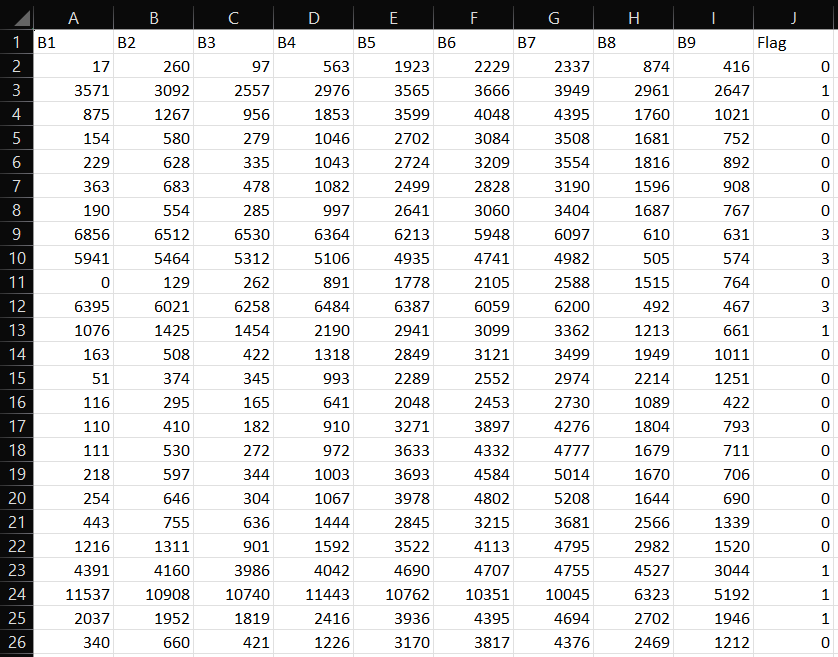 A B C D E F G H I J
1 B1 B2 B3 B4 B5 B6 B7 B8 B9 Flag
2 17 260 97 563 1923 2229 2337 874 416 0
3 3571 3092 2557 2976 3565 3666 3949 2961 2647 1
4 875 1267 956 1853 3599 4048 4395 1760 1021 0
5 154 580 279 1046 2702 3084 3508 1681 752 0
6 229 628 335 1043 2724 3209 3554 1816 892 0
7 363 683 478 1082 2499 2828 3190 1596 908 0
8 190 554 285 997 2641 3060 3404 1687 767 0
9 6856 6512 6530 6364 6213 5948 6097 610 631 3
10 5941 5464 5312 5106 4935 4741 4982 505 574 3
11 0 129 262 891 1778 2105 2588 1515 764 0
12 6395 6021 6258 6484 6387 6059 6200 492 467 3
13 1076 1425 1454 2190 2941 3099 3362 1213 661 1
14 163 508 422 1318 2849 3121 3499 1949 1011 0
15 51 374 345 993 2289 2552 2974 2214 1251 0
16 116 295 165 641 2048 2453 2730 1089 422 0
17 110 410 182 910 3271 3897 4276 1804 793 0
18 111 530 272 972 3633 4332 4777 1679 711 0
19 218 597 344 1003 3693 4584 5014 1670 706 0
20 254 646 304 1067 3978 4802 5208 1644 690 0
21 443 755 636 1444 2845 3215 3681 2566 1339 0
22 1216 1311 901 1592 3522 4113 4795 2982 1520 0
23 4391 4160 3986 4042 4690 4707 4755 4527 3044 1
24 11537 10908 10740 11443 10762 10351 10045 6323 5192 1
25 2037 1952 1819 2416 3936 4395 4694 2702 1946 1
26 340 660 421 1226 3170 3817 4376 2469 1212 0